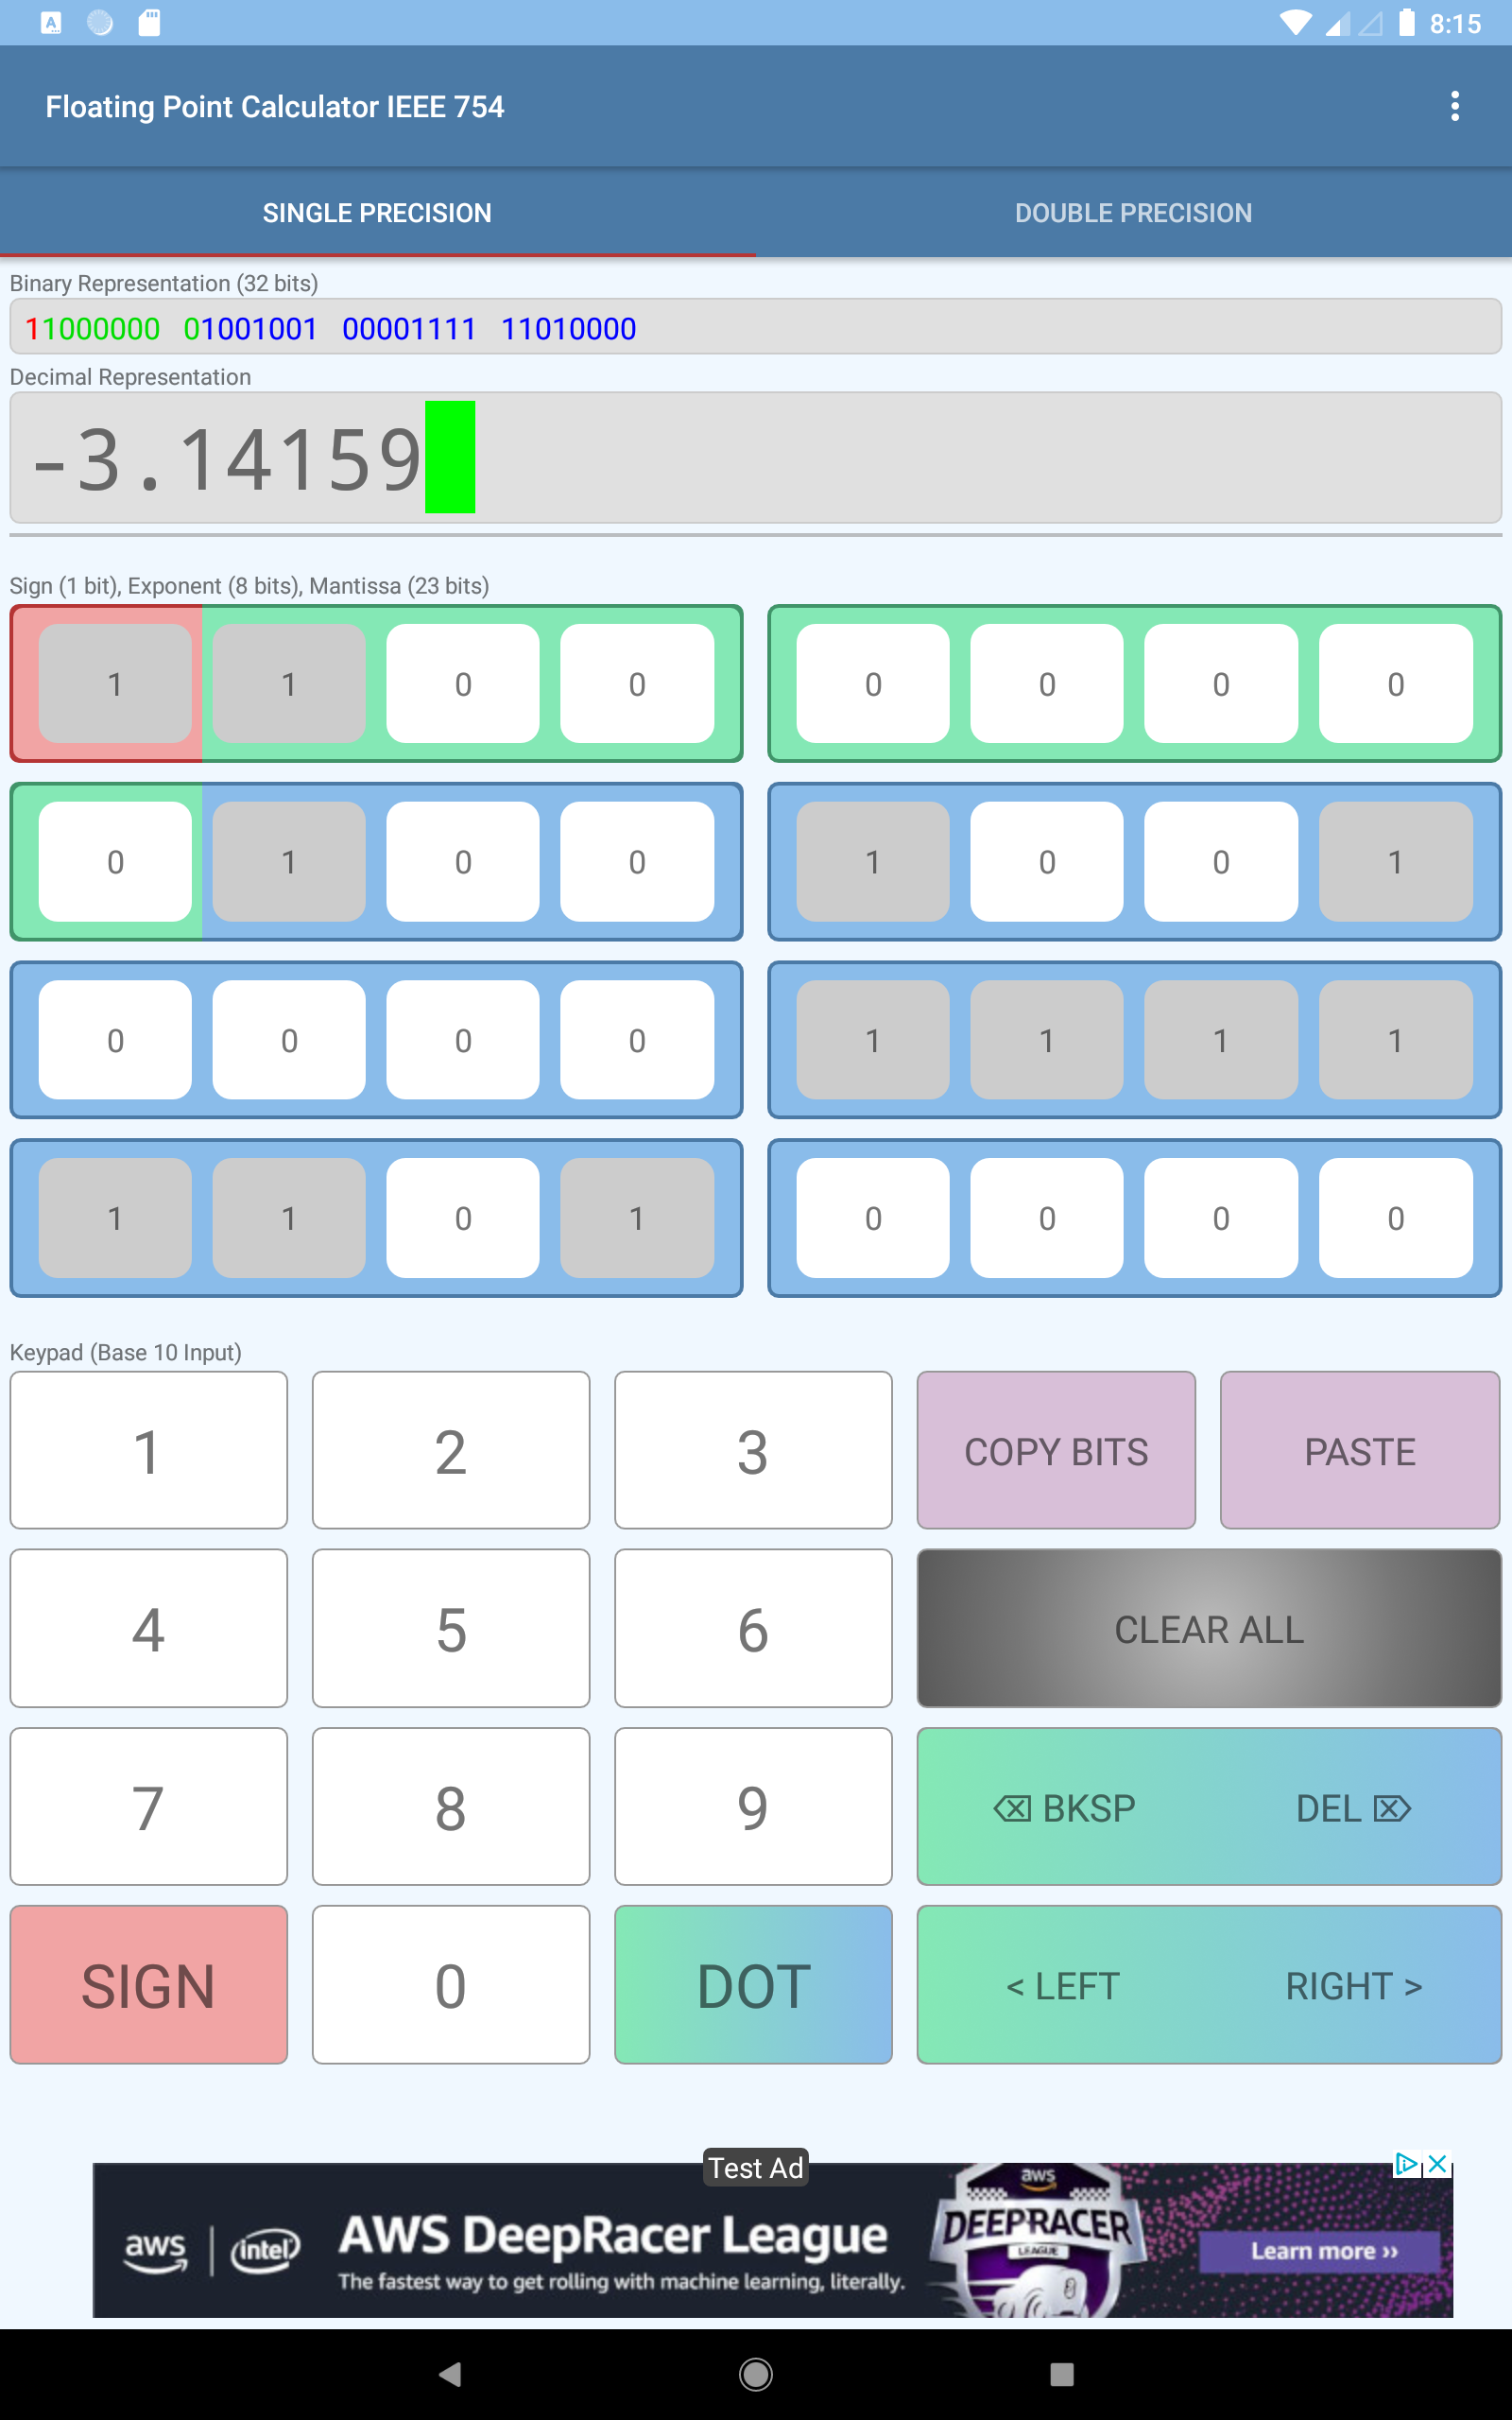 8:15
Floating Point Calculator IEEE 754
SINGLE PRECISION DOUBLE PRECISION
Binary Representation (32 bits)
11000000 01001001 00001111 11010000
Decimal Representation
-3.14159
Sign (1 bit), Exponent (8 bits), Mantissa (23 bits)
1 1 0 0 0 0 0 0
0 1 0 0 1 0 0 1
0 0 0 0 1 1 1 1
1 1 0 1 0 0 0 0
Keypad (Base 10 Input)
1 2 3 COPY BITS PASTE
4 5 6 CLEAR ALL
7 8 9 BKSP DEL
SIGN 0 DOT < LEFT RIGHT >
Test Ad
aws intel AWS DeepRacer League
The fastest way to get rolling with machine learning, literally.
aws
DEEPRACER
LEAGUE
Learn more ››